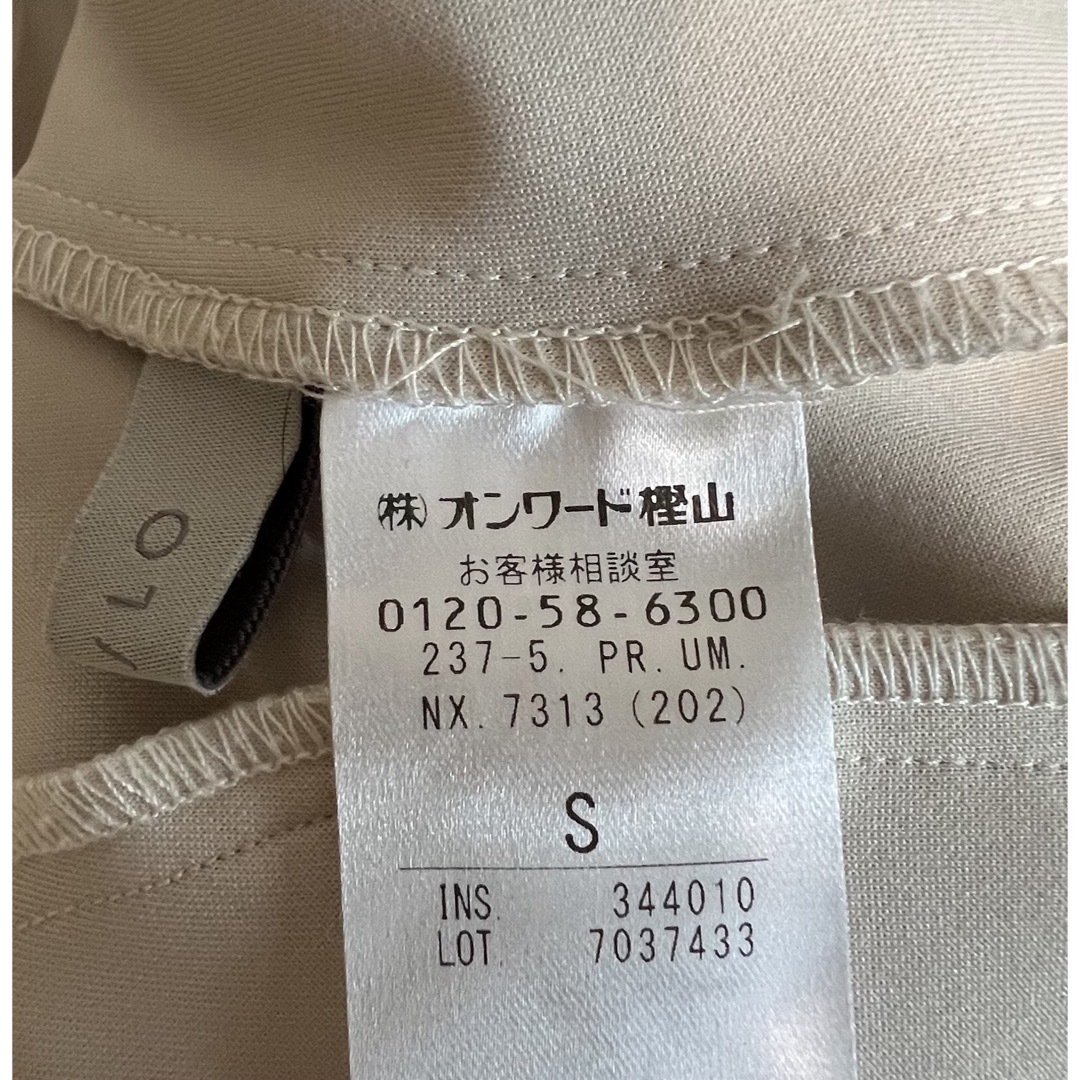 ㈱オンワード樫山
お客様相談室
0120-58-6300
237-5. PR. UM.
NX. 7313 (202)
S
INS. 344010
LOT. 7037433
LO